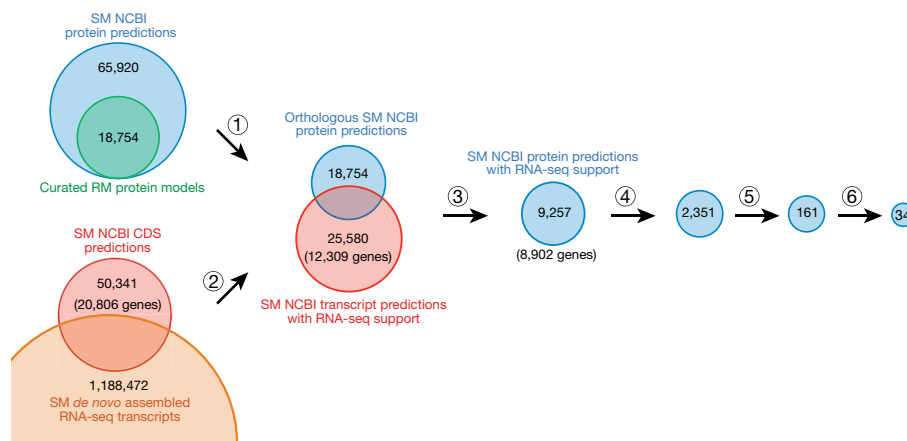 SM NCBI
protein predictions
65,920
18,754
Curated RM protein models
①
SM NCBI CDS
predictions
50,341
(20,806 genes)
②
1,188,472
SM de novo assembled
RNA-seq transcripts
Orthologous SM NCBI
protein predictions
18,754
25,580
(12,309 genes)
SM NCBI transcript predictions
with RNA-seq support
③
SM NCBI protein predictions
with RNA-seq support
9,257
(8,902 genes)
④
2,351
⑤
161
⑥
34